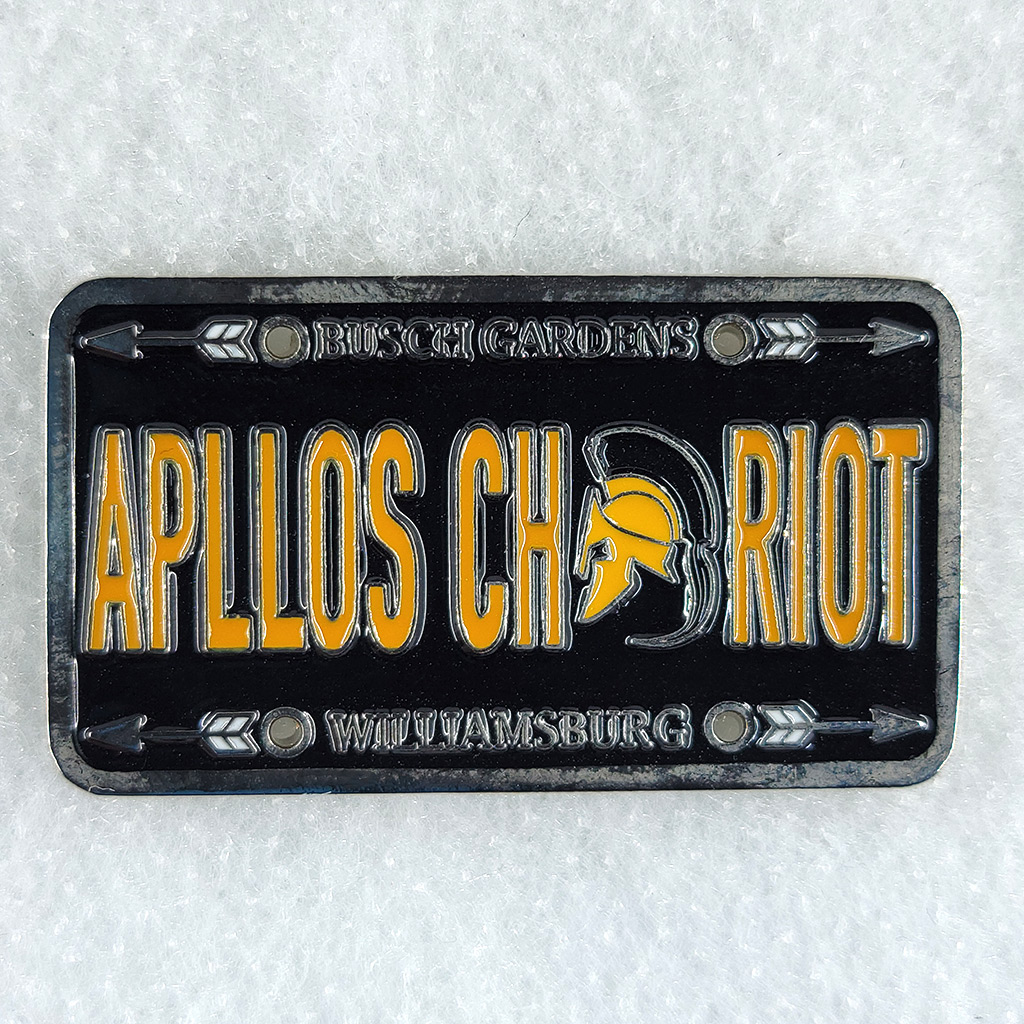 BUSCH GARDENS
APLLOS CH RIOT
WILLIAMSBURG